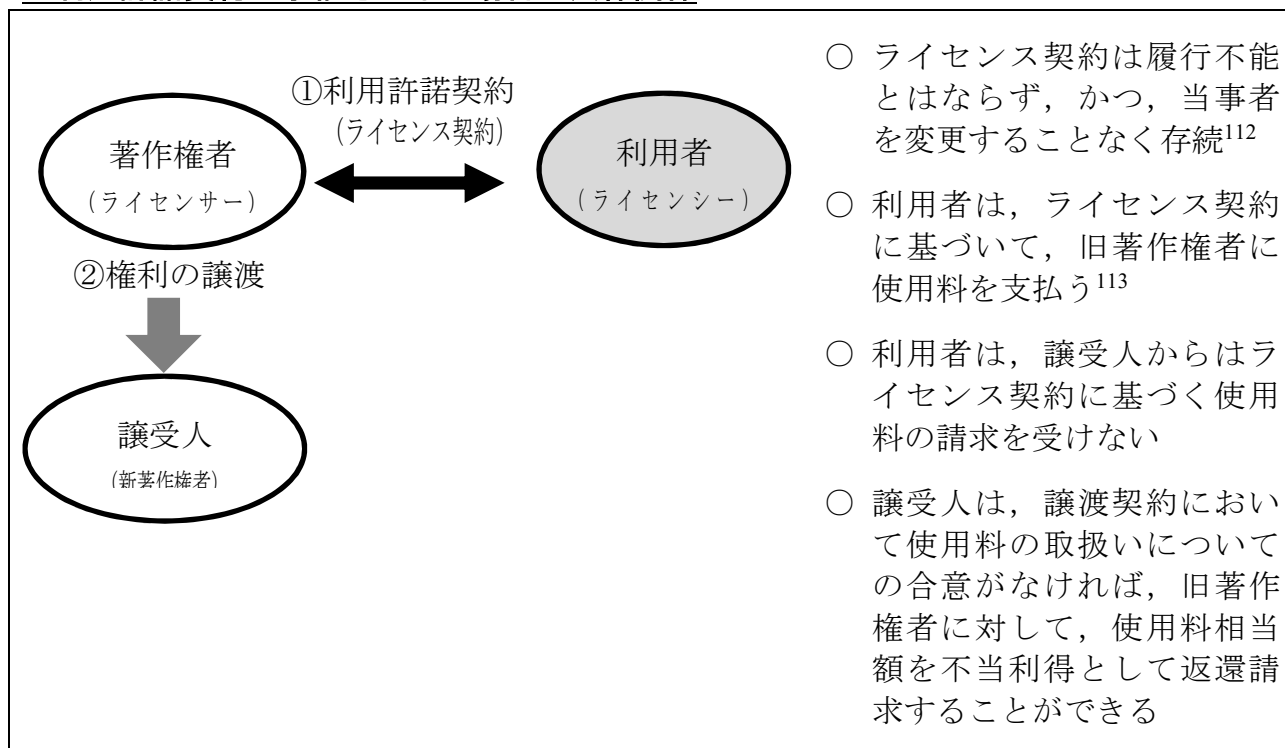 ①利用許諾契約
(ライセンス契約)
著作権者
(ライセンサー)
利用者
(ライセンシー)
②権利の譲渡
譲受人
(新著作権者)
○ ライセンス契約は履行不能
とはならず，かつ，当事者
を変更することなく存続112
○ 利用者は，ライセンス契約
に基づいて，旧著作権者に
使用料を支払う113
○ 利用者は，譲受人からはラ
イセンス契約に基づく使用
料の請求を受けない
○ 譲受人は，譲渡契約におい
て使用料の取扱いについて
の合意がなければ，旧著作
権者に対して，使用料相当
額を不当利得として返還請
求することができる